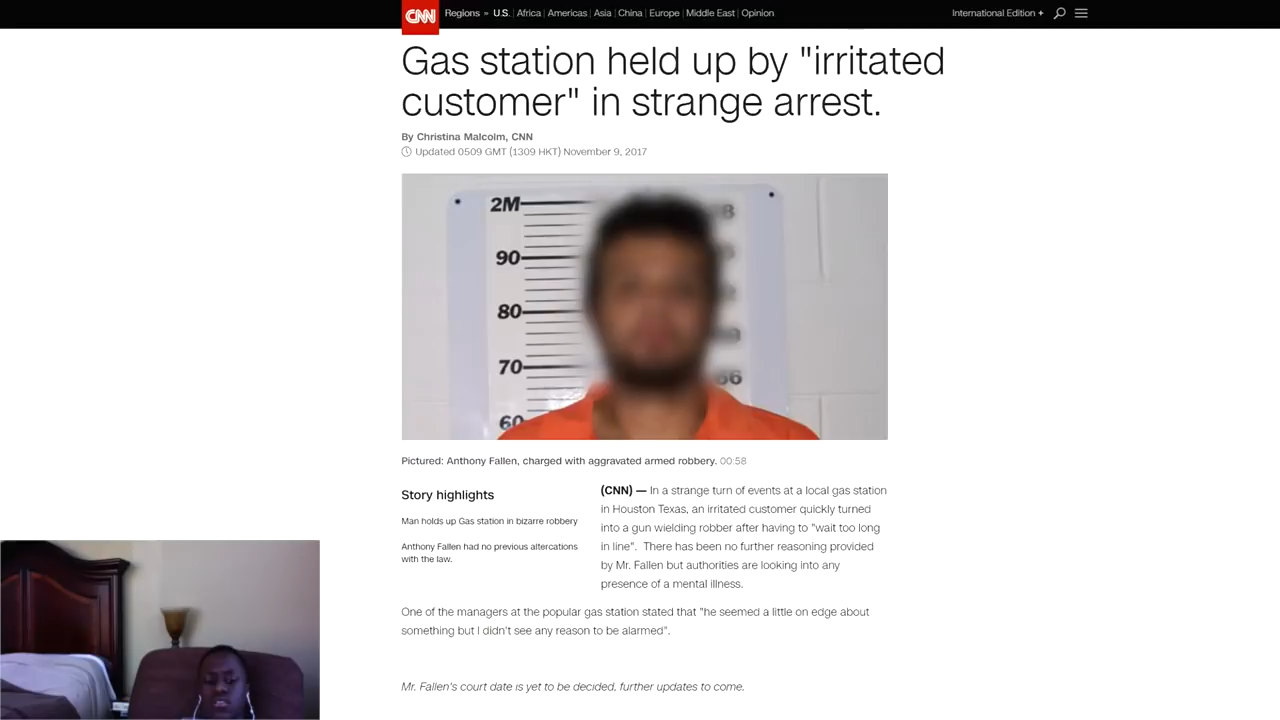 CNN Regions » U.S. Africa Americas Asia China Europe Middle East Opinion International Edition +
Gas station held up by "irritated
customer" in strange arrest.
By Christina Malcolm, CNN
Updated 0509 GMT (1309 HKT) November 9, 2017
2M
90
80
70
60
66
Pictured: Anthony Fallen, charged with aggravated armed robbery. 00:58
Story highlights
Man holds up Gas station in bizarre robbery
Anthony Fallen had no previous altercations
with the law.
(CNN) — In a strange turn of events at a local gas station
in Houston Texas, an irritated customer quickly turned
into a gun wielding robber after having to "wait too long
in line". There has been no further reasoning provided
by Mr. Fallen but authorities are looking into any
presence of a mental illness.
One of the managers at the popular gas station stated that "he seemed a little on edge about
something but I didn't see any reason to be alarmed".
Mr. Fallen's court date is yet to be decided, further updates to come.